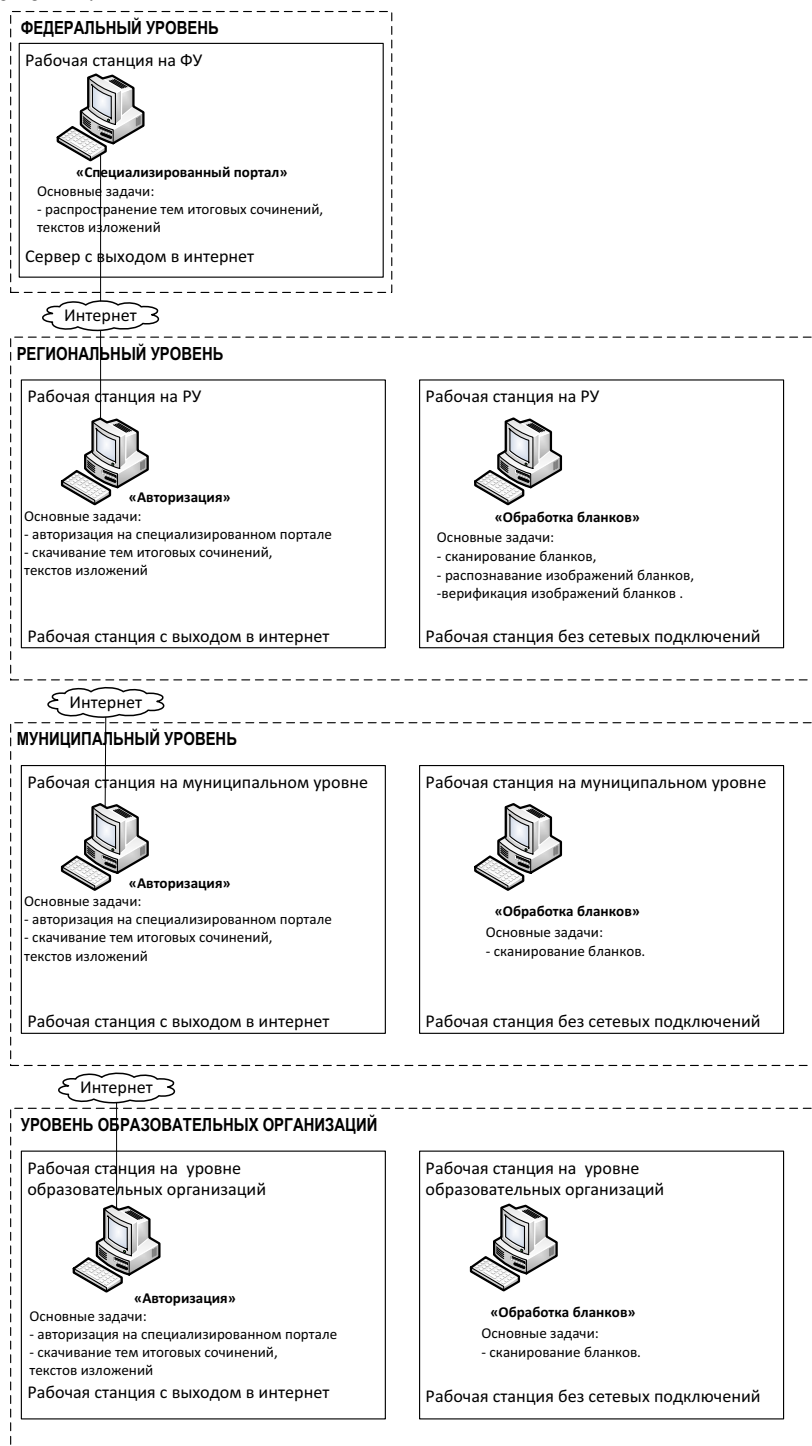 ФЕДЕРАЛЬНЫЙ УРОВЕНЬ
Рабочая станция на ФУ
«Специализированный портал»
Основные задачи:
- распространение тем итоговых сочинений,
текстов изложений
Сервер с выходом в интернет
Интернет
РЕГИОНАЛЬНЫЙ УРОВЕНЬ
Рабочая станция на РУ
«Авторизация»
Основные задачи:
- авторизация на специализированном портале
- скачивание тем итоговых сочинений,
текстов изложений
Рабочая станция с выходом в интернет
Рабочая станция на РУ
«Обработка бланков»
Основные задачи:
- сканирование бланков,
- распознавание изображений бланков,
-верификация изображений бланков .
Рабочая станция без сетевых подключений
Интернет
МУНИЦИПАЛЬНЫЙ УРОВЕНЬ
Рабочая станция на муниципальном уровне
«Авторизация»
Основные задачи:
- авторизация на специализированном портале
- скачивание тем итоговых сочинений,
текстов изложений
Рабочая станция с выходом в интернет
Рабочая станция на муниципальном уровне
«Обработка бланков»
Основные задачи:
- сканирование бланков.
Рабочая станция без сетевых подключений
Интернет
УРОВЕНЬ ОБРАЗОВАТЕЛЬНЫХ ОРГАНИЗАЦИЙ
Рабочая станция на уровне
образовательных организаций
«Авторизация»
Основные задачи:
- авторизация на специализированном портале
- скачивание тем итоговых сочинений,
текстов изложений
Рабочая станция с выходом в интернет
Рабочая станция на уровне
образовательных организаций
«Обработка бланков»
Основные задачи:
- сканирование бланков.
Рабочая станция без сетевых подключений